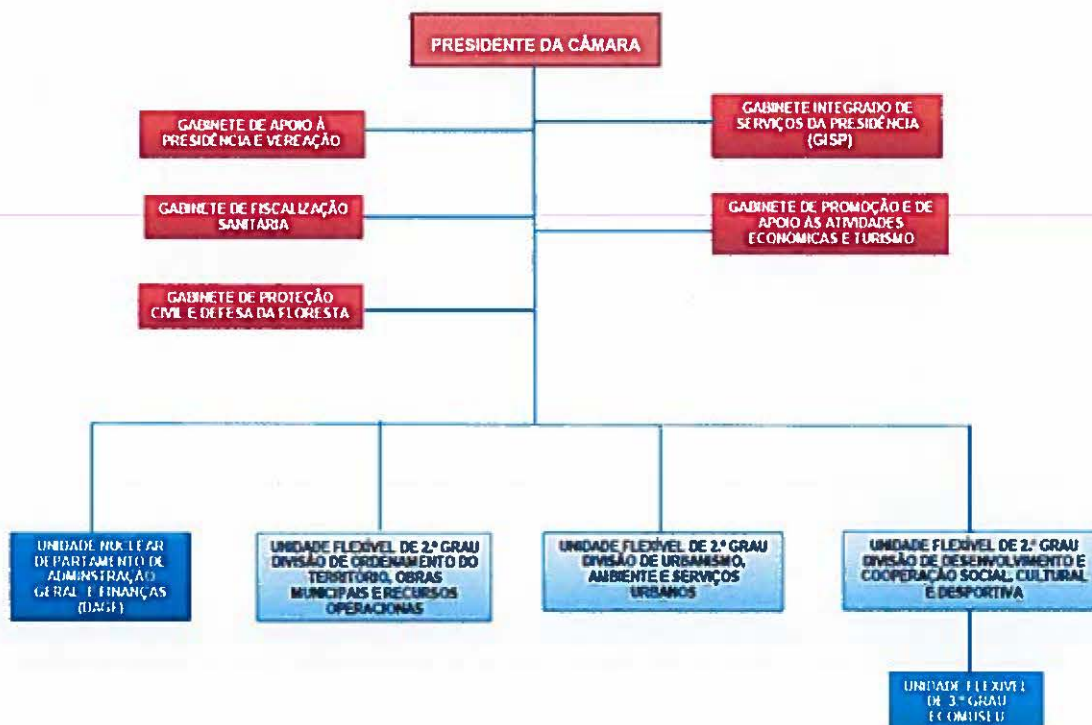 PRESIDENTE DA CÂMARA
GABINETE DE APOIO À
PRESIDÊNCIA E VEREAÇÃO
GABINETE INTEGRADO DE
SERVIÇOS DA PRESIDÊNCIA
(GISP)
GABINETE DE FISCALIZAÇÃO
SANITÁRIA
GABINETE DE PROMOÇÃO E DE
APOIO ÀS ATIVIDADES
ECONÓMICAS E TURISMO
GABINETE DE PROTEÇÃO
CIVIL E DEFESA DA FLORESTA
UNIDADE NUCLEAR
DEPARTAMENTO DE
ADMINSTRAÇÃO
GERAL E FINANÇAS
(DAGF)
UNIDADE FLEXÍVEL DE 2.º GRAU
DIVISÃO DE ORDENAMENTO DO
TERRITÓRIO, OBRAS
MUNICIPAIS E RECURSOS
OPERACIONAS
UNIDADE FLEXÍVEL DE 2.º GRAU
DIVISÃO DE URBANISMO,
AMBIENTE E SERVIÇOS
URBANOS
UNIDADE FLEXÍVEL DE 2.º GRAU
DIVISÃO DE DESENVOLVIMENTO E
COOPERAÇÃO SOCIAL, CULTURAL
E DESPORTIVA
UNIDADE FLEXÍVEL
DE 3.º GRAU
ECOMUSEU